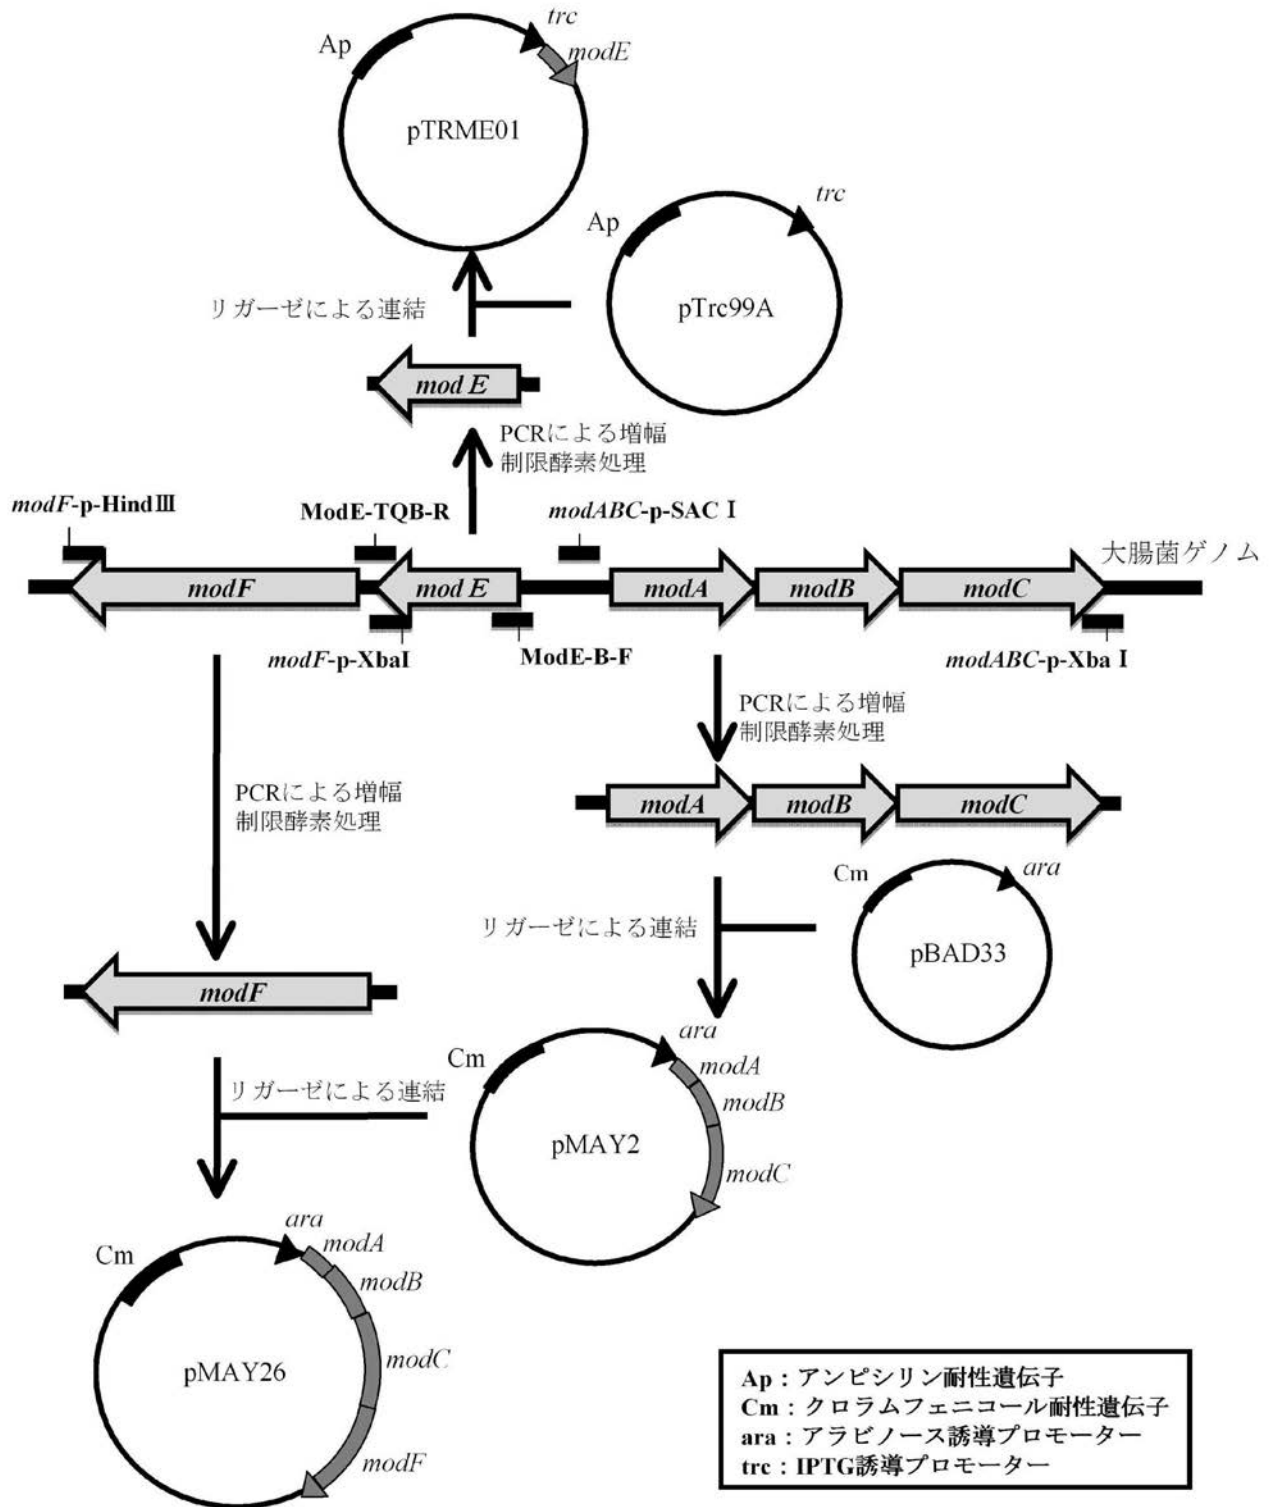 trc
Ap
modE
pTRME01
trc
Ap
リガーゼによる連結
pTrc99A
mod E
PCRによる増幅
制限酵素処理
modF-p-HindⅢ
ModE-TQB-R
modABC-p-SAC Ⅰ
大腸菌ゲノム
modF
mod E
modA
modB
modC
modF-p-XbaI
ModE-B-F
modABC-p-Xba Ⅰ
PCRによる増幅
制限酵素処理
PCRによる増幅
制限酵素処理
modA
modB
modC
Cm
ara
リガーゼによる連結
pBAD33
modF
ara
Cm
modA
リガーゼによる連結
modB
pMAY2
modC
ara
Cm
modA
modB
modC
pMAY26
modF
Ap：アンピシリン耐性遺伝子
Cm：クロラムフェニコール耐性遺伝子
ara：アラビノース誘導プロモーター
trc：IPTG誘導プロモーター